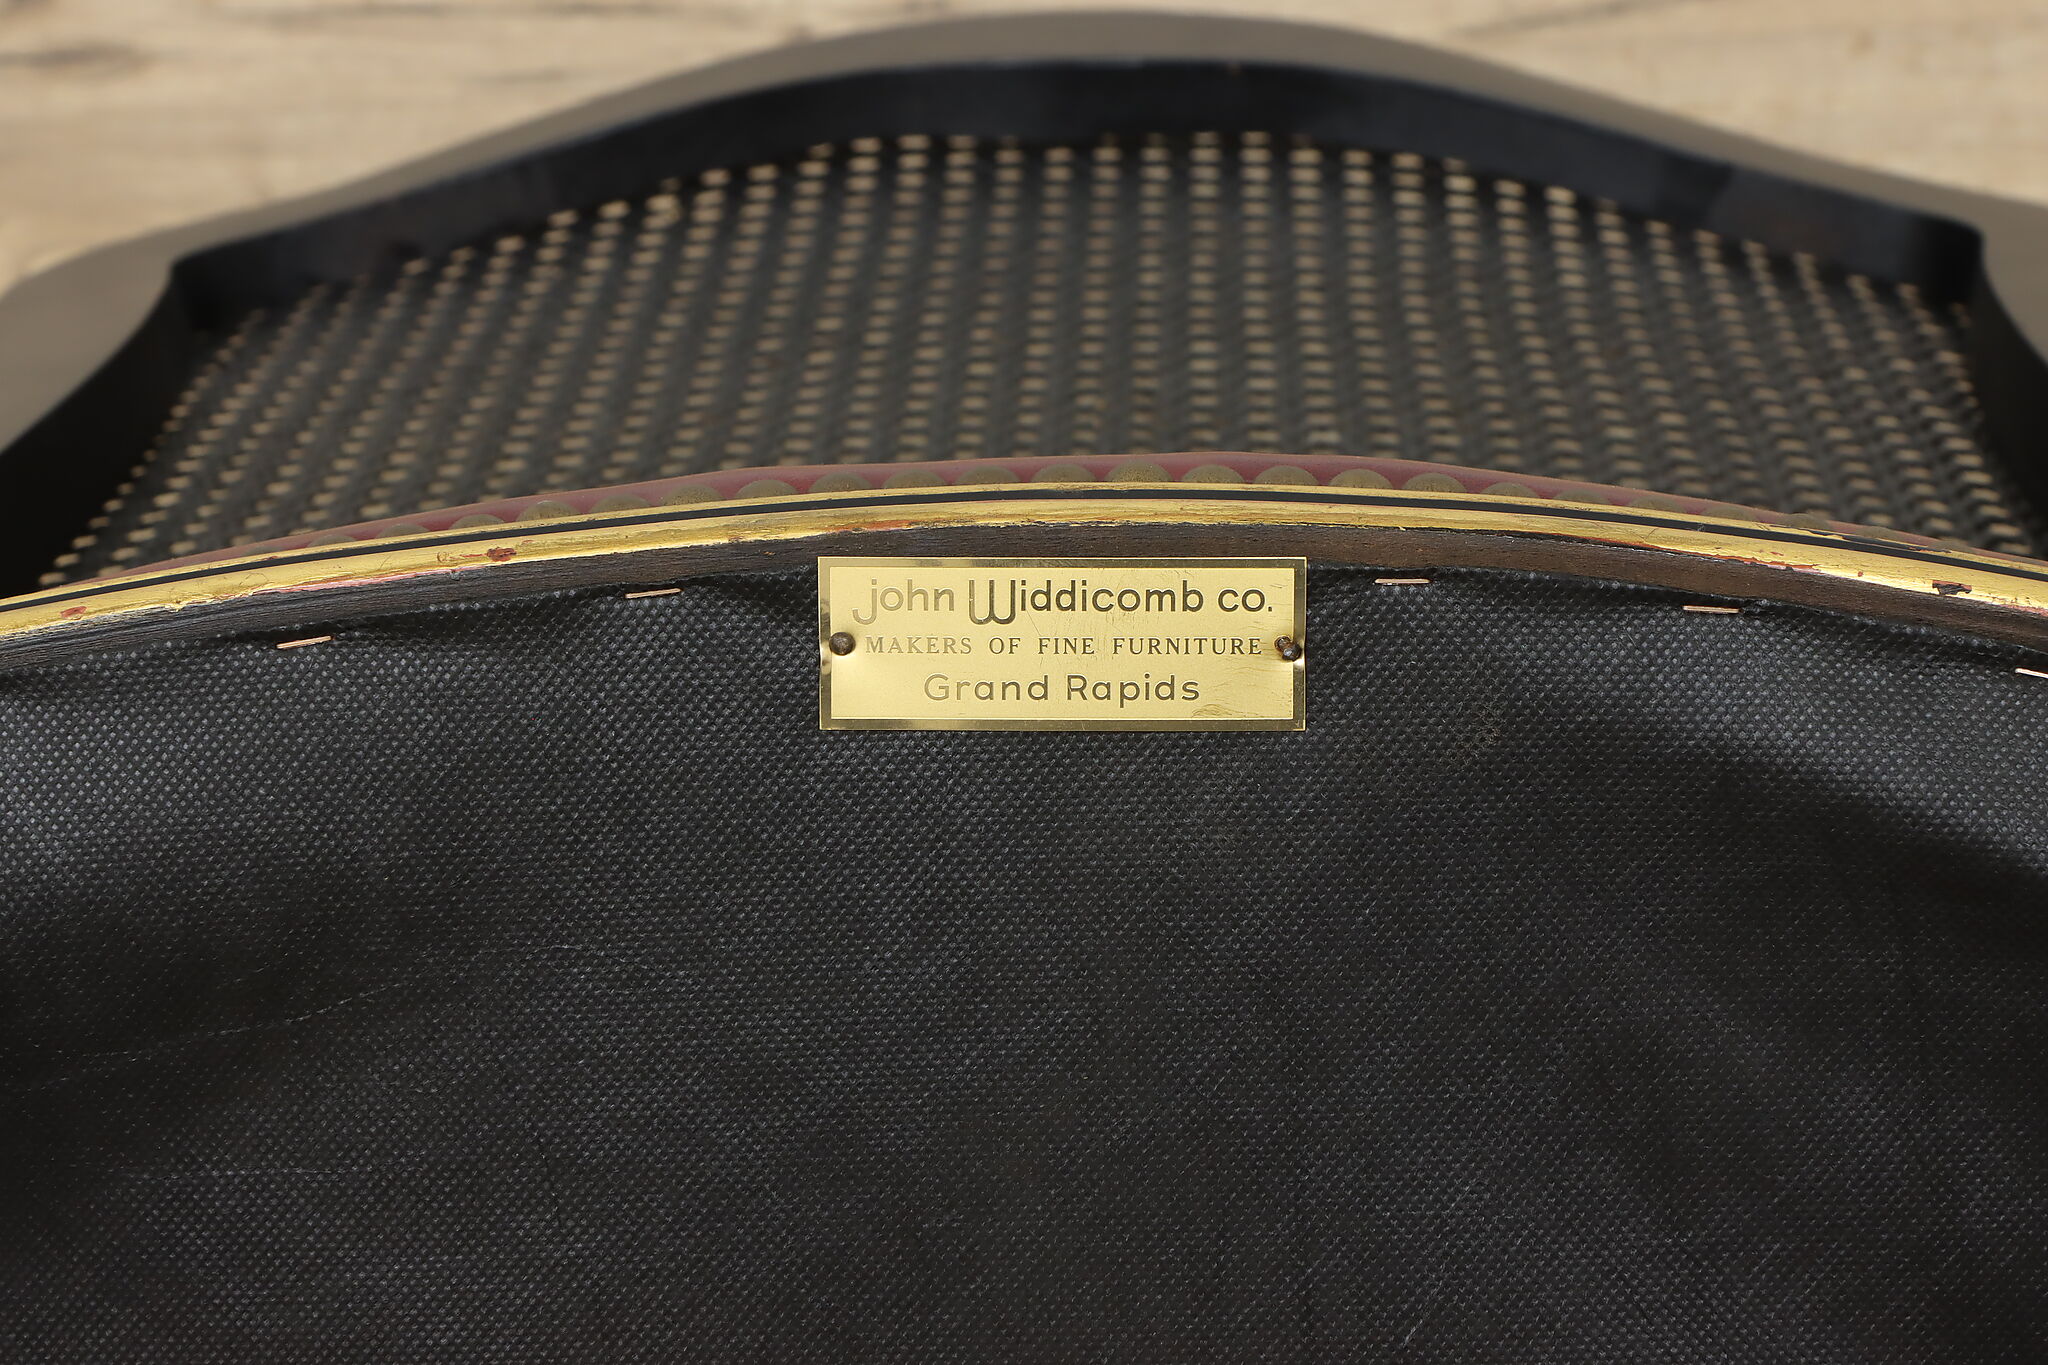 john Widdicomb co.
MAKERS OF FINE FURNITURE
Grand Rapids